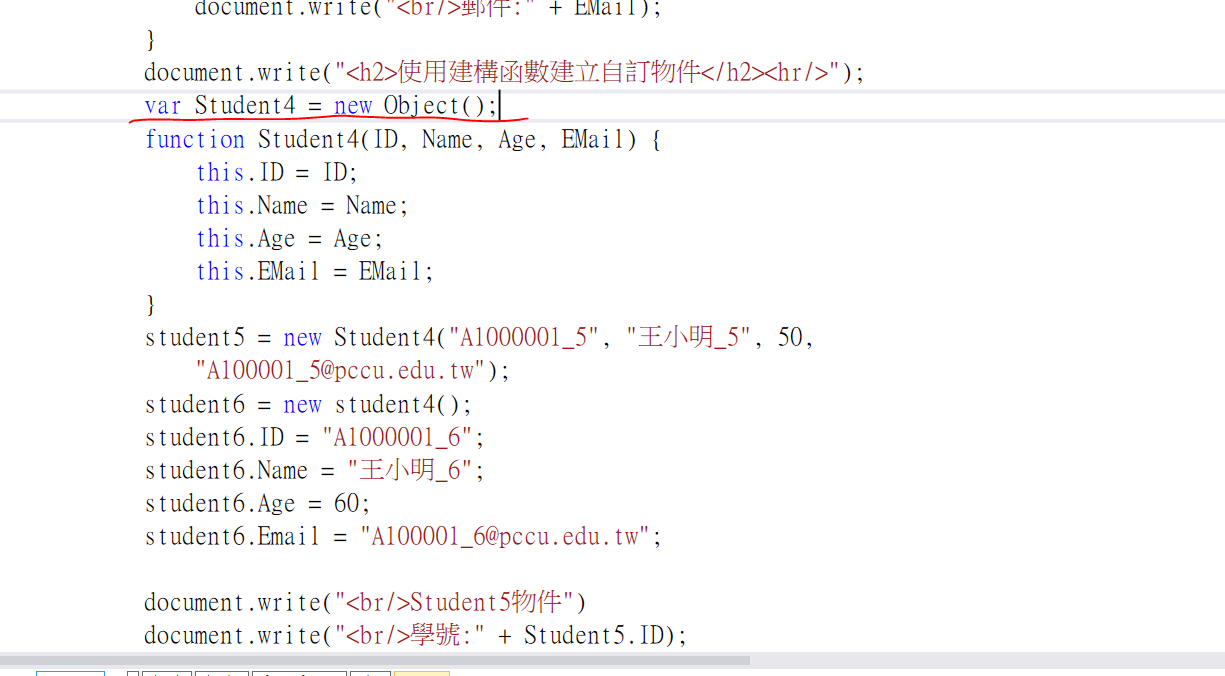 document.write("<br/>郵件:" + EMail);
}
document.write("<h2>使用建構函數建立自訂物件</h2><hr/>");
var Student4 = new Object();
function Student4(ID, Name, Age, EMail) {
this.ID = ID;
this.Name = Name;
this.Age = Age;
this.EMail = EMail;
}
student5 = new Student4("A1000001_5", "王小明_5", 50,
"A100001_5@pccu.edu.tw");
student6 = new student4();
student6.ID = "A1000001_6";
student6.Name = "王小明_6";
student6.Age = 60;
student6.Email = "A100001_6@pccu.edu.tw";
document.write("<br/>Student5物件")
document.write("<br/>學號:" + Student5.ID);